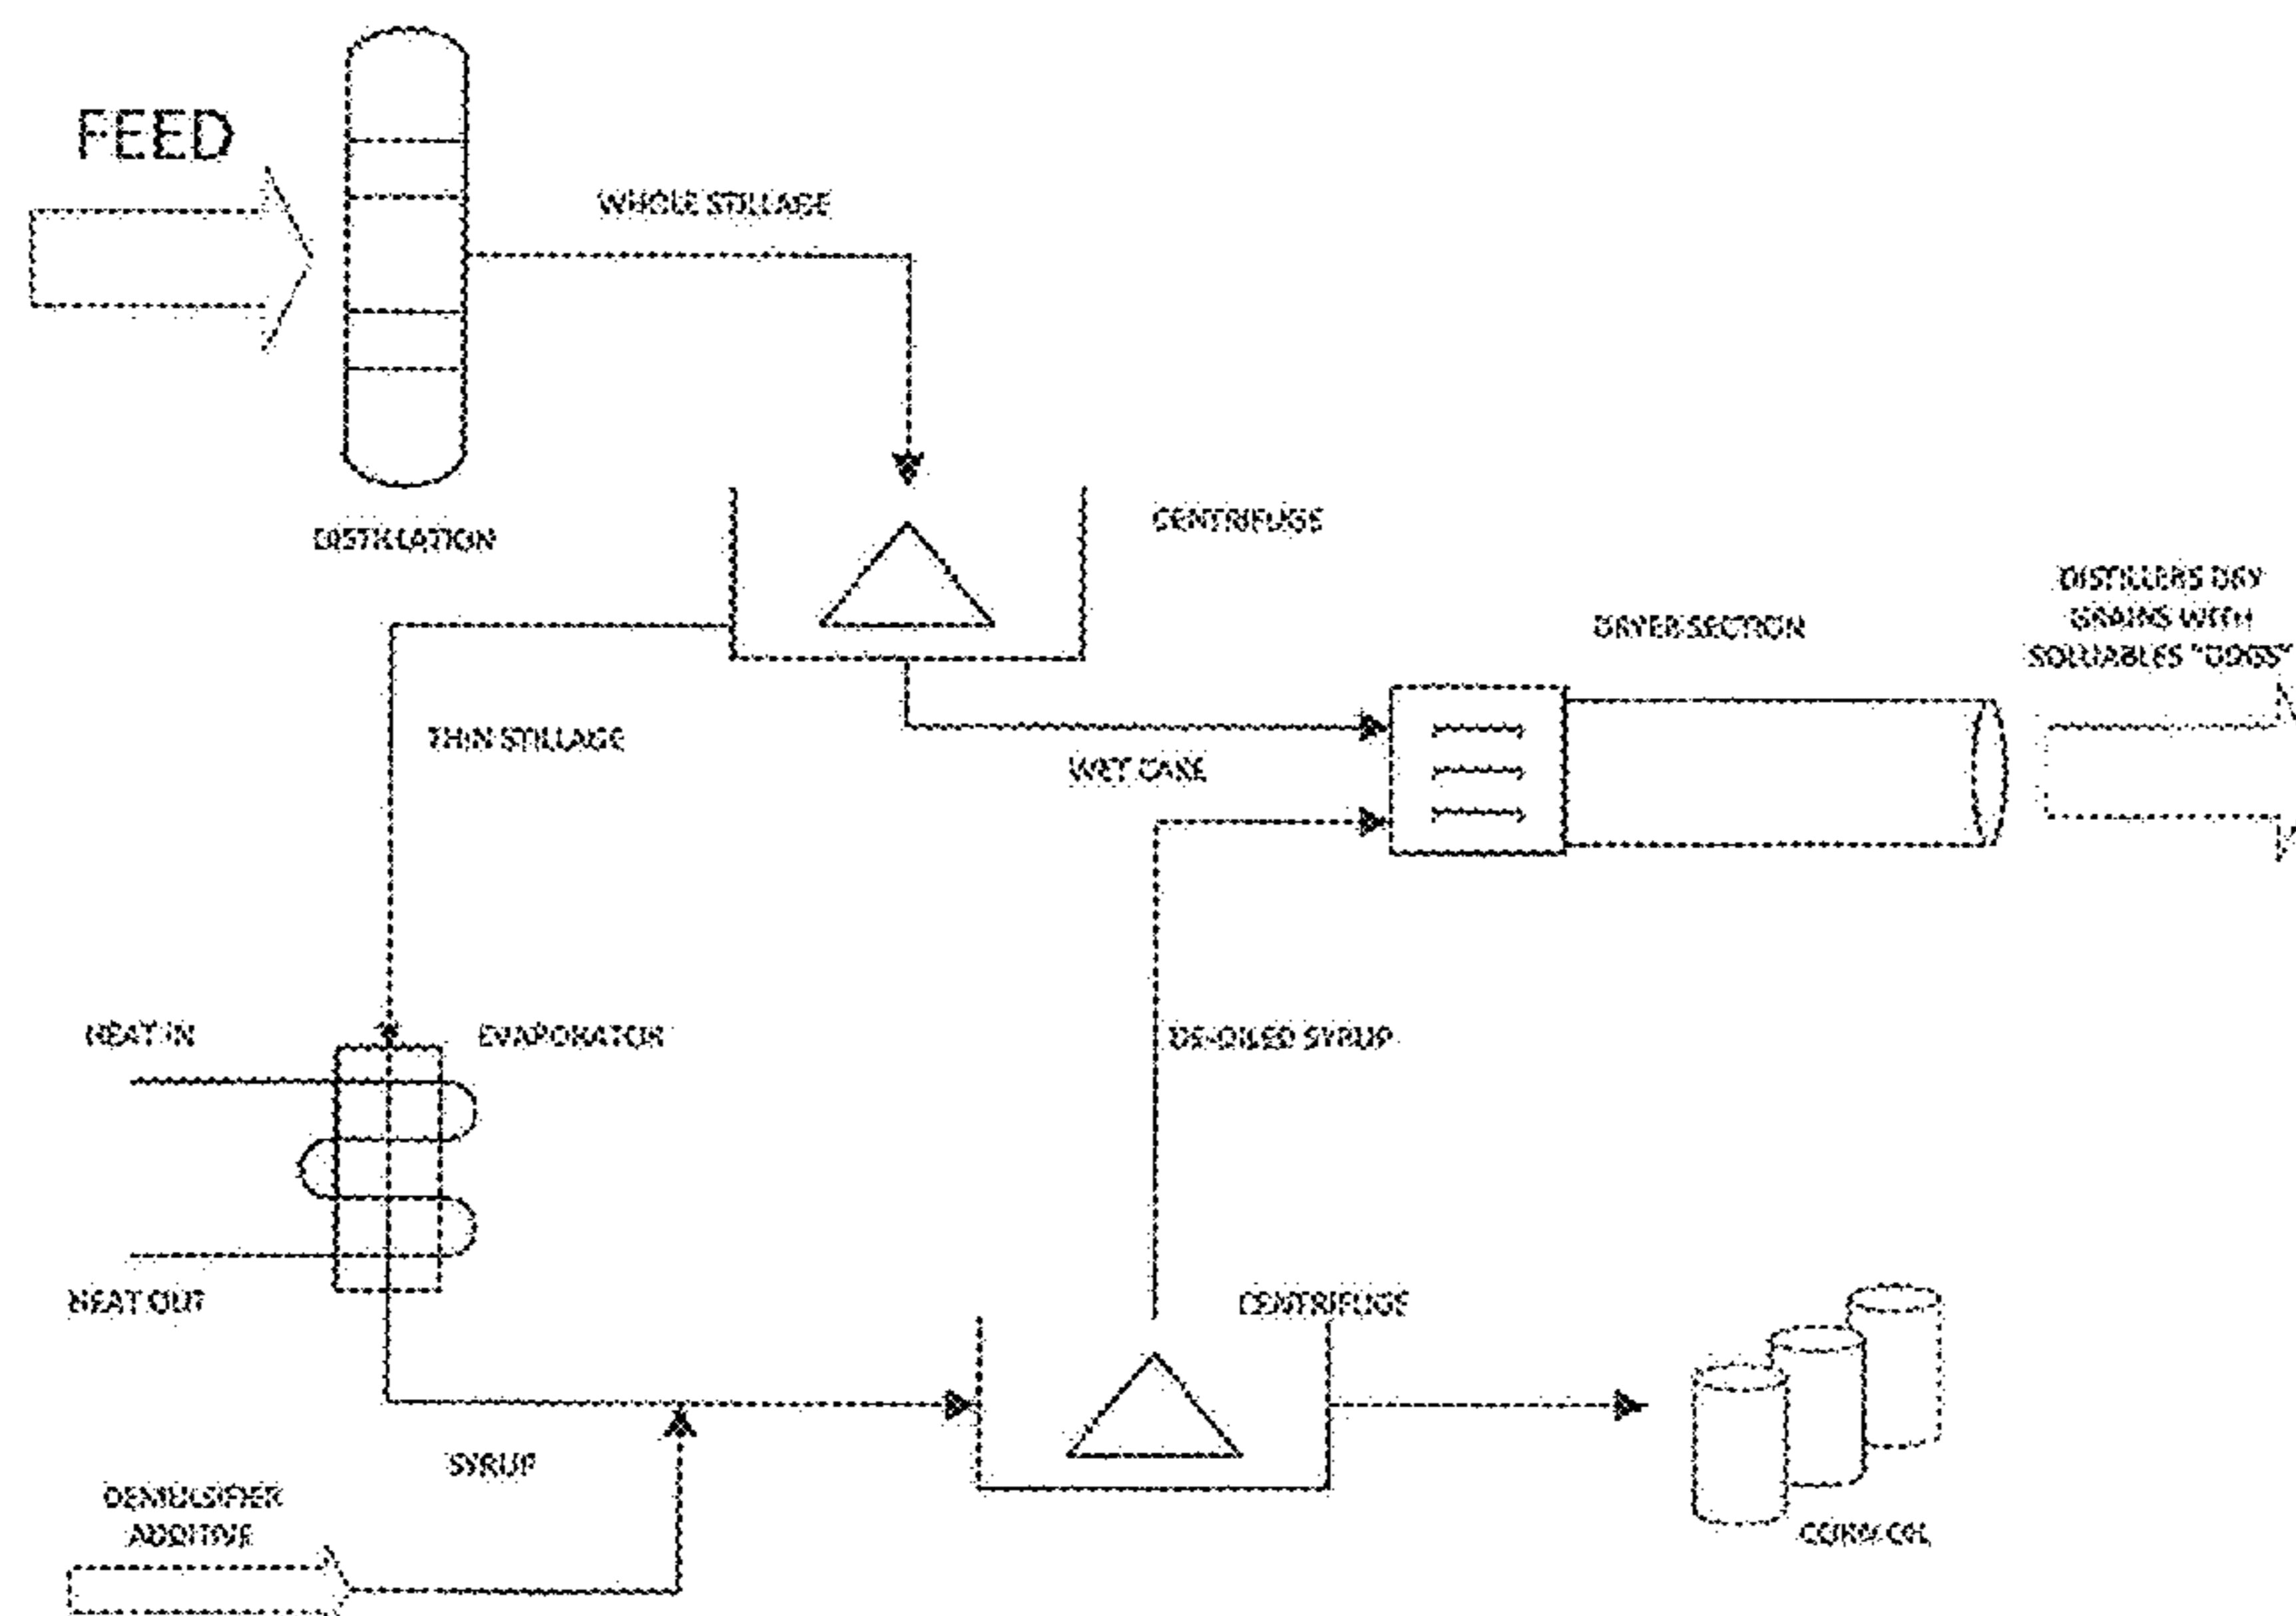 FEED
WHOLE STILLAGE
DISTILLATION
CENTRIFUGE
DISTILLERS DRY
GRAINS WITH
SOLUABLES "DDGS"
DRYER SECTION
THIN STILLAGE
WET CAKE
HEAT IN
EVAPORATOR
DE-OILED SYRUP
HEAT OUT
CENTRIFUGE
SYRUP
DEMULSIFIER
ADDITIVE
CORN OIL